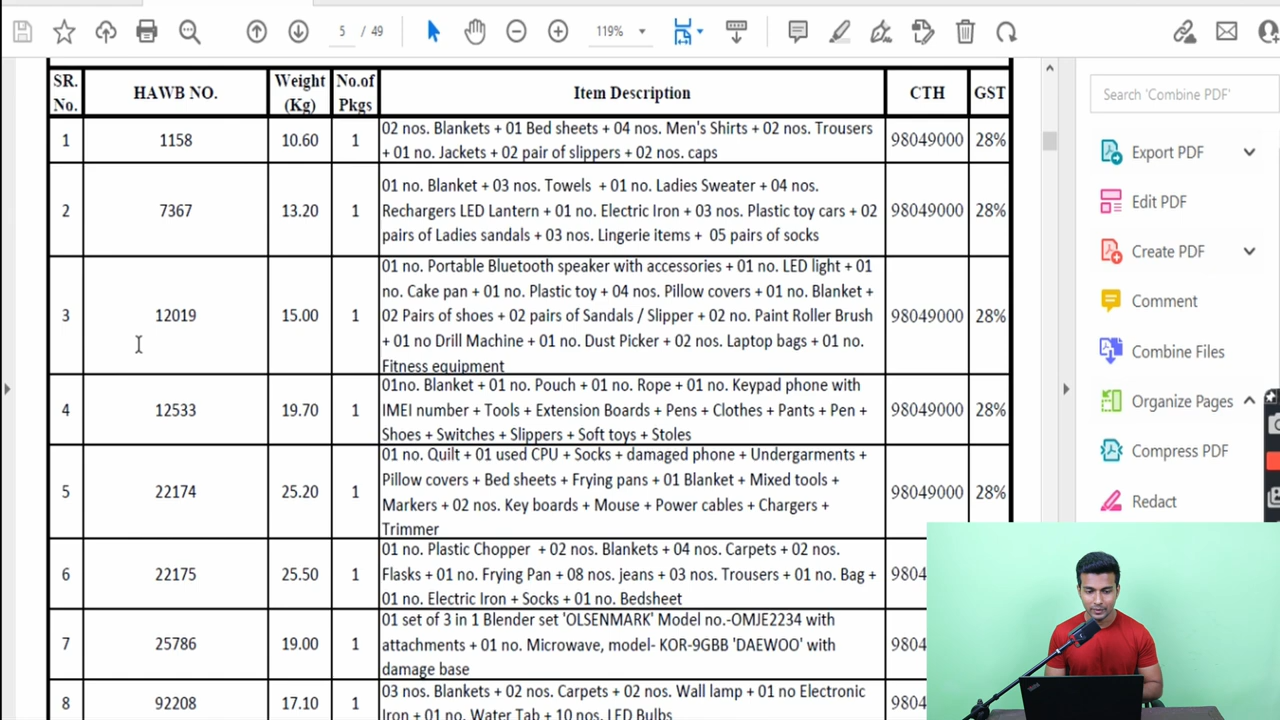 5 / 49
119%
Search 'Combine PDF'
Export PDF
Edit PDF
Create PDF
Comment
Combine Files
Organize Pages
Compress PDF
Redact
SR. No. HAWB NO. Weight (Kg) No.of Pkgs Item Description CTH GST
1 1158 10.60 1 02 nos. Blankets + 01 Bed sheets + 04 nos. Men's Shirts + 02 nos. Trousers 98049000 28%
+ 01 no. Jackets + 02 pair of slippers + 02 nos. caps
2 7367 13.20 1 01 no. Blanket + 03 nos. Towels + 01 no. Ladies Sweater + 04 nos. 98049000 28%
Rechargers LED Lantern + 01 no. Electric Iron + 03 nos. Plastic toy cars + 02
pairs of Ladies sandals + 03 nos. Lingerie items + 05 pairs of socks
3 12019 15.00 1 01 no. Portable Bluetooth speaker with accessories + 01 no. LED light + 01 98049000 28%
no. Cake pan + 01 no. Plastic toy + 04 nos. Pillow covers + 01 no. Blanket +
02 Pairs of shoes + 02 pairs of Sandals / Slipper + 02 no. Paint Roller Brush
+ 01 no Drill Machine + 01 no. Dust Picker + 02 nos. Laptop bags + 01 no.
Fitness equipment
4 12533 19.70 1 01no. Blanket + 01 no. Pouch + 01 no. Rope + 01 no. Keypad phone with 98049000 28%
IMEI number + Tools + Extension Boards + Pens + Clothes + Pants + Pen +
Shoes + Switches + Slippers + Soft toys + Stoles
5 22174 25.20 1 01 no. Quilt + 01 used CPU + Socks + damaged phone + Undergarments + 98049000 28%
Pillow covers + Bed sheets + Frying pans + 01 Blanket + Mixed tools +
Markers + 02 nos. Key boards + Mouse + Power cables + Chargers +
Trimmer
6 22175 25.50 1 01 no. Plastic Chopper + 02 nos. Blankets + 04 nos. Carpets + 02 nos. 9804
Flasks + 01 no. Frying Pan + 08 nos. jeans + 03 nos. Trousers + 01 no. Bag +
01 no. Electric Iron + Socks + 01 no. Bedsheet
7 25786 19.00 1 01 set of 3 in 1 Blender set 'OLSENMARK' Model no.-OMJE2234 with 9804
attachments + 01 no. Microwave, model- KOR-9GBB 'DAEWOO' with
damage base
8 92208 17.10 1 03 nos. Blankets + 02 nos. Carpets + 02 nos. Wall lamp + 01 no Electronic 9804
Iron + 01 no. Water Tab + 10 nos. LED Bulbs